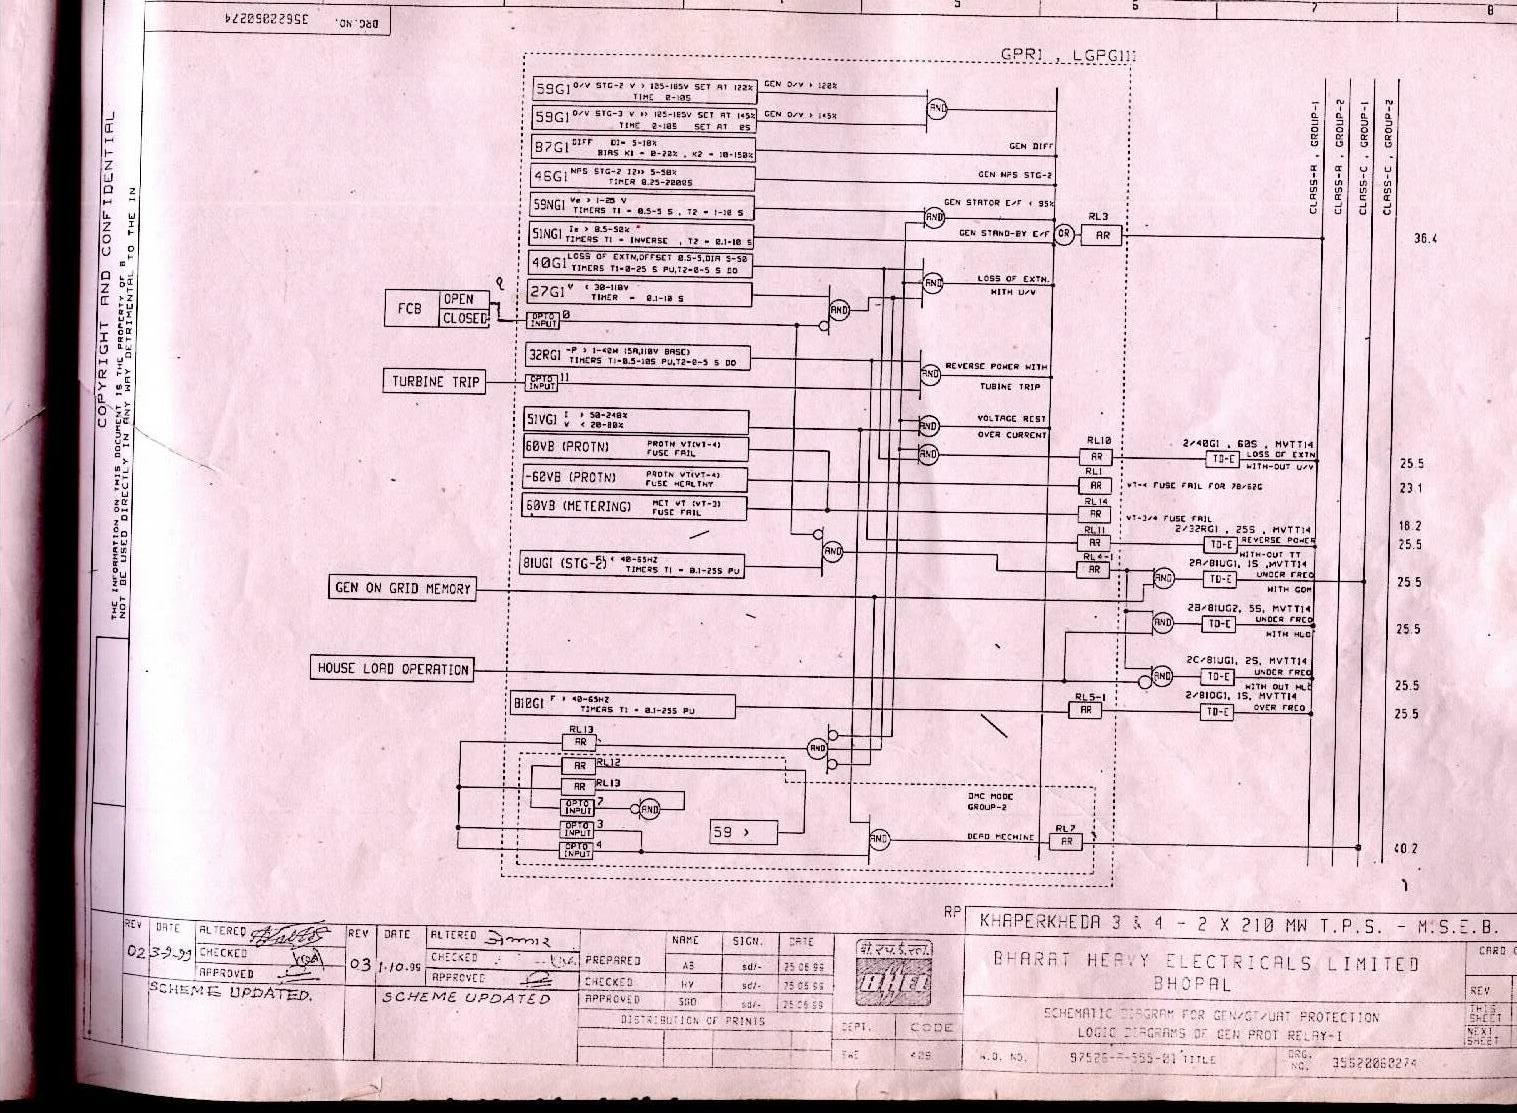 5
6
7
8
DRG.NO.
35622050274
COPYRIGHT AND CONFIDENTIAL
THE INFORMATION ON THIS DOCUMENT IS THE PROPERTY OF B
NOT BE USED DIRECTLY IN ANY WAY DETRIMENTAL TO THE IN
GPR1 , LGPG111
59G1 O/V STG-2 V > 105-185V SET AT 120%
TIME 0-10S
GEN O/V > 120%
59G1 O/V STG-3 V >> 105-185V SET AT 145%
TIME 0-10S SET AT 0S
GEN O/V > 145%
AND
87G1 DIFF D1= 5-10%
BIAS K1 = 0-20% , K2 = 10-150%
GEN DIFF
46G1 NPS STG-2 I2>> 5-50%
TIMER 0.25-2000S
GEN NPS STG-2
59NG1 Ve > 1-25 V
TIMERS T1 = 0.5-5 S , T2 = 1-10 S
AND
GEN STATOR E/F < 95%
51NG1 Ie > 0.5-50%
TIMERS T1 = INVERSE , T2 = 0.1-10 S
GEN STAND-BY E/F
OR
RL3
AR
36.4
40G1 LOSS OF EXTN,OFFSET 0.5-5,DIA 5-50
TIMERS T1=0-25 S PU,T2=0-5 S DO
AND
LOSS OF EXTN.
WITH U/V
27G1 V < 30-110V
TIMER = 0.1-10 S
AND
FCB
OPEN
CLOSED
OPTO INPUT 0
32RG1 -P > 1-40W (5A,110V BASE)
TIMERS T1=0.5-10S PU,T2=0-5 S DO
AND
REVERSE POWER WITH
TUBINE TRIP
TURBINE TRIP
OPTO INPUT 11
51VG1 I > 50-240%
V < 20-80%
AND
VOLTAGE REST
OVER CURRENT
60VB (PROTN) PROTN VT(VT-4)
FUSE FAIL
AND
RL10
AR
2/40G1 , 60S , MVTT14
TD-E
LOSS OF EXTN
WITH-OUT U/V
25.5
-60VB (PROTN) PROTN VT(VT-4)
FUSE HEALTHY
RL1
AR
VT-4 FUSE FAIL FOR 78/62G
23.1
60VB (METERING) MET VT (VT-3)
FUSE FAIL
RL14
AR
VT-3/4 FUSE FAIL
18.2
RL11
AR
2/32RG1 , 25S , MVTT14
TD-E
REVERSE POWER
WITH-OUT TT
25.5
81UG1 (STG-2) < 40-65HZ
TIMERS T1 = 0.1-25S PU
AND
RL4-1
AR
AND
2A/81UG1, 1S ,MVTT14
TD-E
UNDER FREQ
WITH GOM
25.5
GEN ON GRID MEMORY
AND
2B/81UG2, 5S, MVTT14
TD-E
UNDER FREQ
WITH HLO
25.5
HOUSE LOAD OPERATION
AND
2C/81UG1, 2S, MVTT14
TD-E
UNDER FREQ
WITH OUT HLO
25.5
810G1 F > 40-65HZ
TIMERS T1 = 0.1-25S PU
RL5-1
AR
2/810G1, 1S, MVTT14
TD-E
OVER FREQ
25.5
RL13
AR
AND
AR
RL12
AR
RL13
OPTO INPUT 7
AND
OPTO INPUT 3
OPTO INPUT 4
59 >
DMC MODE
GROUP-2
AND
DEAD MECHINE
RL7
AR
40.2
CLASS-A , GROUP-1
CLASS-A , GROUP-2
CLASS-C , GROUP-1
CLASS-C , GROUP-2
REV
DATE
ALTERED
02
3-9-99
CHECKED
APPROVED
SCHEME UPDATED.
REV
DATE
ALTERED
03
1.10.99
CHECKED
APPROVED
SCHEME UPDATED
NAME
SIGN.
DATE
PREPARED
AB
sd/-
25 06 99
CHECKED
sd/-
25 06 99
APPROVED
SGD
sd/-
25 06 99
DISTRIBUTION OF PRINTS
बी एच ई एल
BHEL
DEPT.
CODE
409
RP
KHAPERKHEDA 3 & 4 - 2 X 210 MW T.P.S. - M.S.E.B.
BHARAT HEAVY ELECTRICALS LIMITED
BHOPAL
SCHEMATIC DIAGRAM FOR GEN/GT/UAT PROTECTION
LOGIC DIAGRAMS OF GEN PROT RELAY-1
W.O. NO.
TITLE
DRG. NO.
CARD C
REV
THIS SHEET
NEXT SHEET